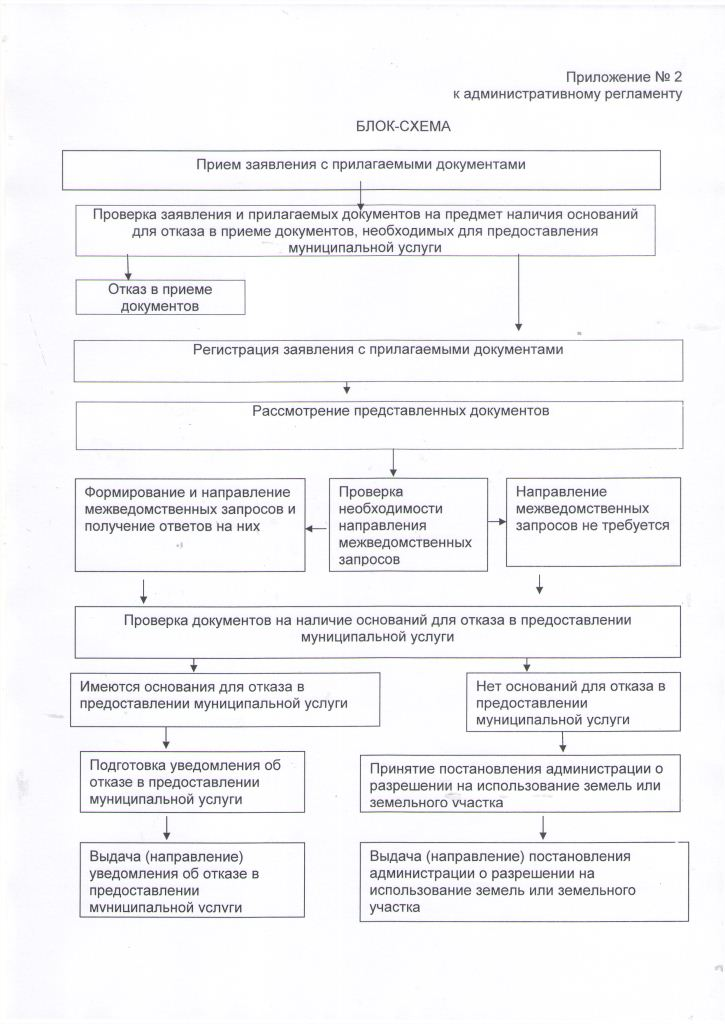 Приложение № 2
к административному регламенту
БЛОК-СХЕМА
Прием заявления с прилагаемыми документами
Проверка заявления и прилагаемых документов на предмет наличия оснований
для отказа в приеме документов, необходимых для предоставления
муниципальной услуги
Отказ в приеме
документов
Регистрация заявления с прилагаемыми документами
Рассмотрение представленных документов
Формирование и направление
межведомственных запросов и
получение ответов на них
Проверка
необходимости
направления
межведомственных
запросов
Направление
межведомственных
запросов не требуется
Проверка документов на наличие оснований для отказа в предоставлении
муниципальной услуги
Имеются основания для отказа в
предоставлении муниципальной услуги
Нет оснований для отказа в
предоставлении
муниципальной услуги
Подготовка уведомления об
отказе в предоставлении
муниципальной услуги
Принятие постановления администрации о
разрешении на использование земель или
земельного участка
Выдача (направление)
уведомления об отказе в
предоставлении
муниципальной услуги
Выдача (направление) постановления
администрации о разрешении на
использование земель или земельного
участка